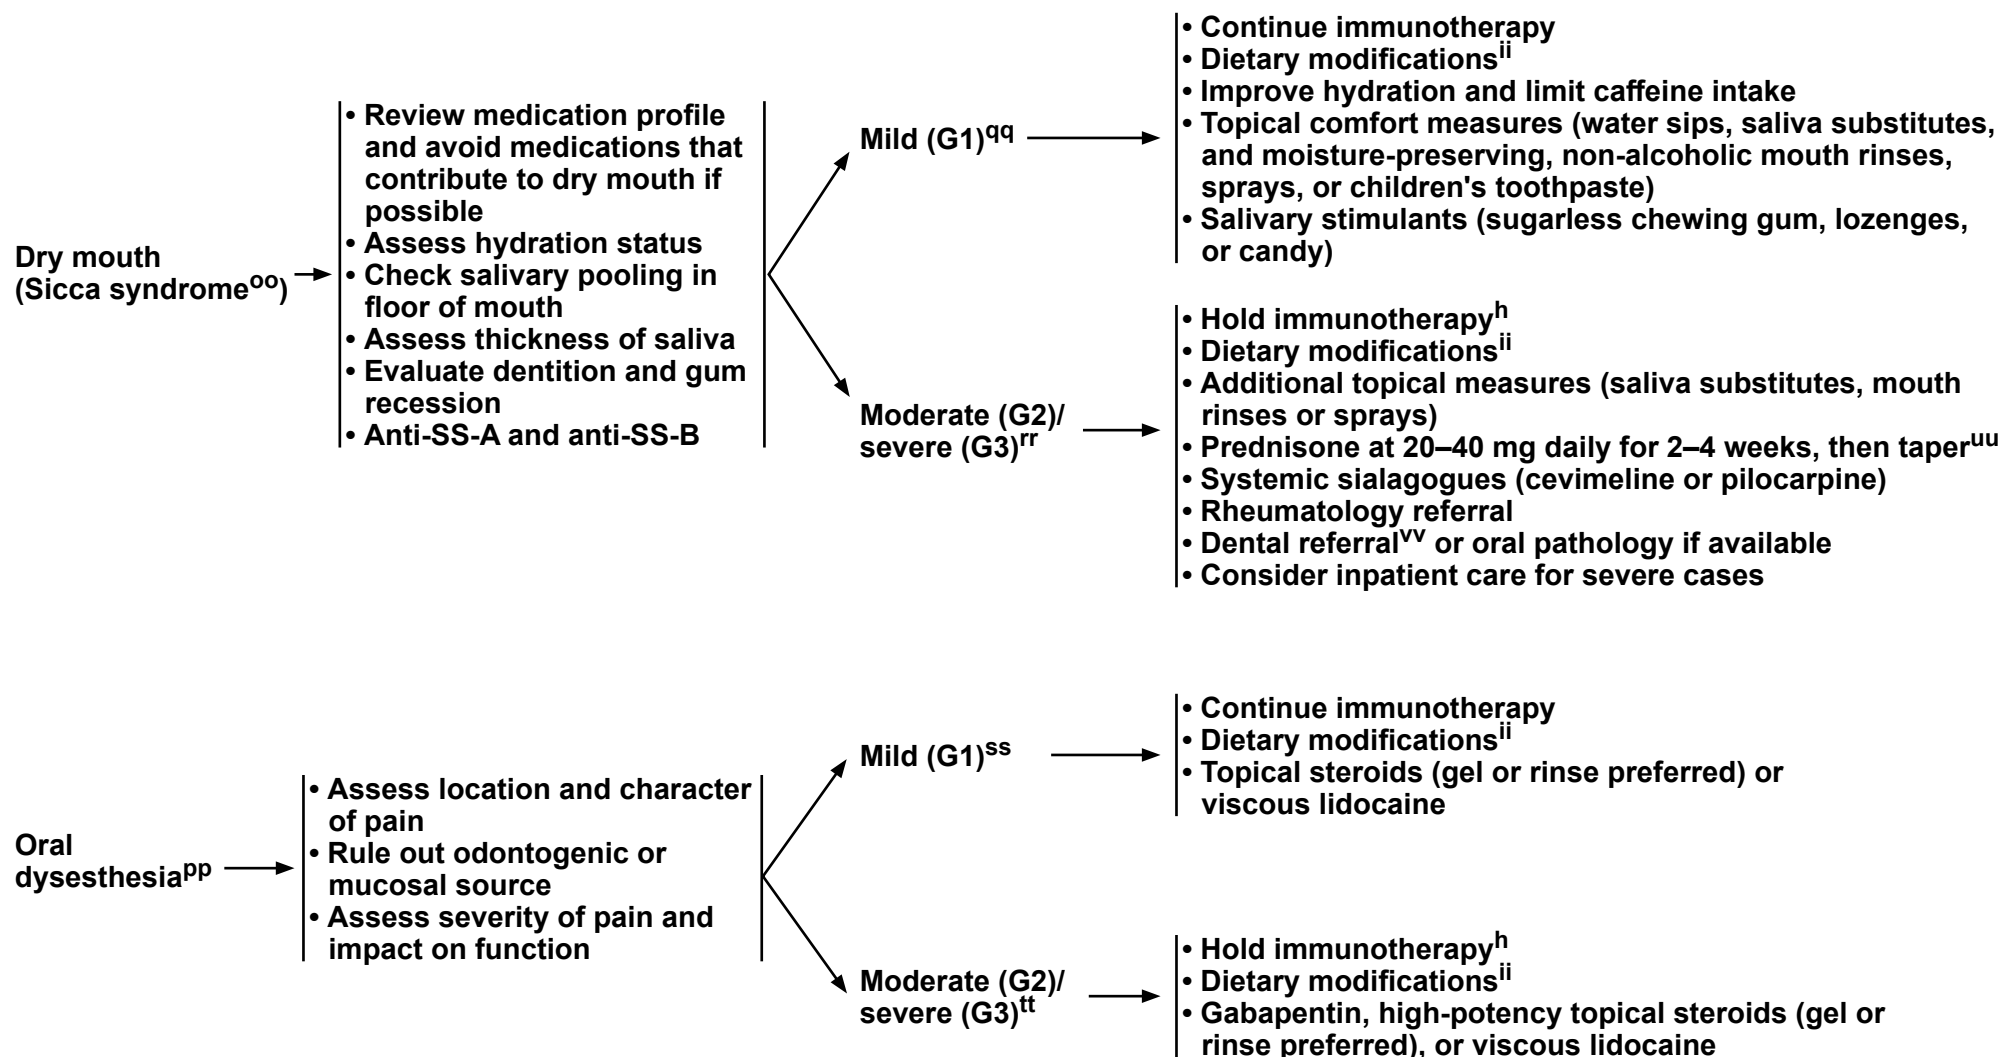 Dry mouth
(Sicca syndromeᵒᵒ)
• Review medication profile
and avoid medications that
contribute to dry mouth if
possible
• Assess hydration status
• Check salivary pooling in
floor of mouth
• Assess thickness of saliva
• Evaluate dentition and gum
recession
• Anti-SS-A and anti-SS-B
Mild (G1)qq
• Continue immunotherapy
• Dietary modificationsⁱⁱ
• Improve hydration and limit caffeine intake
• Topical comfort measures (water sips, saliva substitutes,
and moisture-preserving, non-alcoholic mouth rinses,
sprays, or children's toothpaste)
• Salivary stimulants (sugarless chewing gum, lozenges,
or candy)
Moderate (G2)/
severe (G3)ʳʳ
• Hold immunotherapyʰ
• Dietary modificationsⁱⁱ
• Additional topical measures (saliva substitutes, mouth
rinses or sprays)
• Prednisone at 20–40 mg daily for 2–4 weeks, then taperᵘᵘ
• Systemic sialagogues (cevimeline or pilocarpine)
• Rheumatology referral
• Dental referralᵛᵛ or oral pathology if available
• Consider inpatient care for severe cases
Oral
dysesthesiaᵖᵖ
• Assess location and character
of pain
• Rule out odontogenic or
mucosal source
• Assess severity of pain and
impact on function
Mild (G1)ˢˢ
• Continue immunotherapy
• Dietary modificationsⁱⁱ
• Topical steroids (gel or rinse preferred) or
viscous lidocaine
Moderate (G2)/
severe (G3)ᵗᵗ
• Hold immunotherapyʰ
• Dietary modificationsⁱⁱ
• Gabapentin, high-potency topical steroids (gel or
rinse preferred), or viscous lidocaine